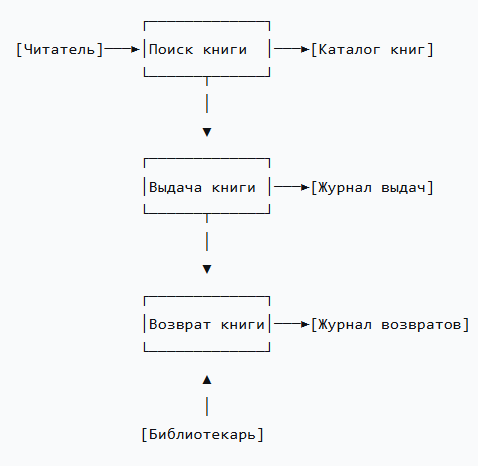 [Читатель] Поиск книги [Каталог книг]
Выдача книги [Журнал выдач]
Возврат книги [Журнал возвратов]
[Библиотекарь]